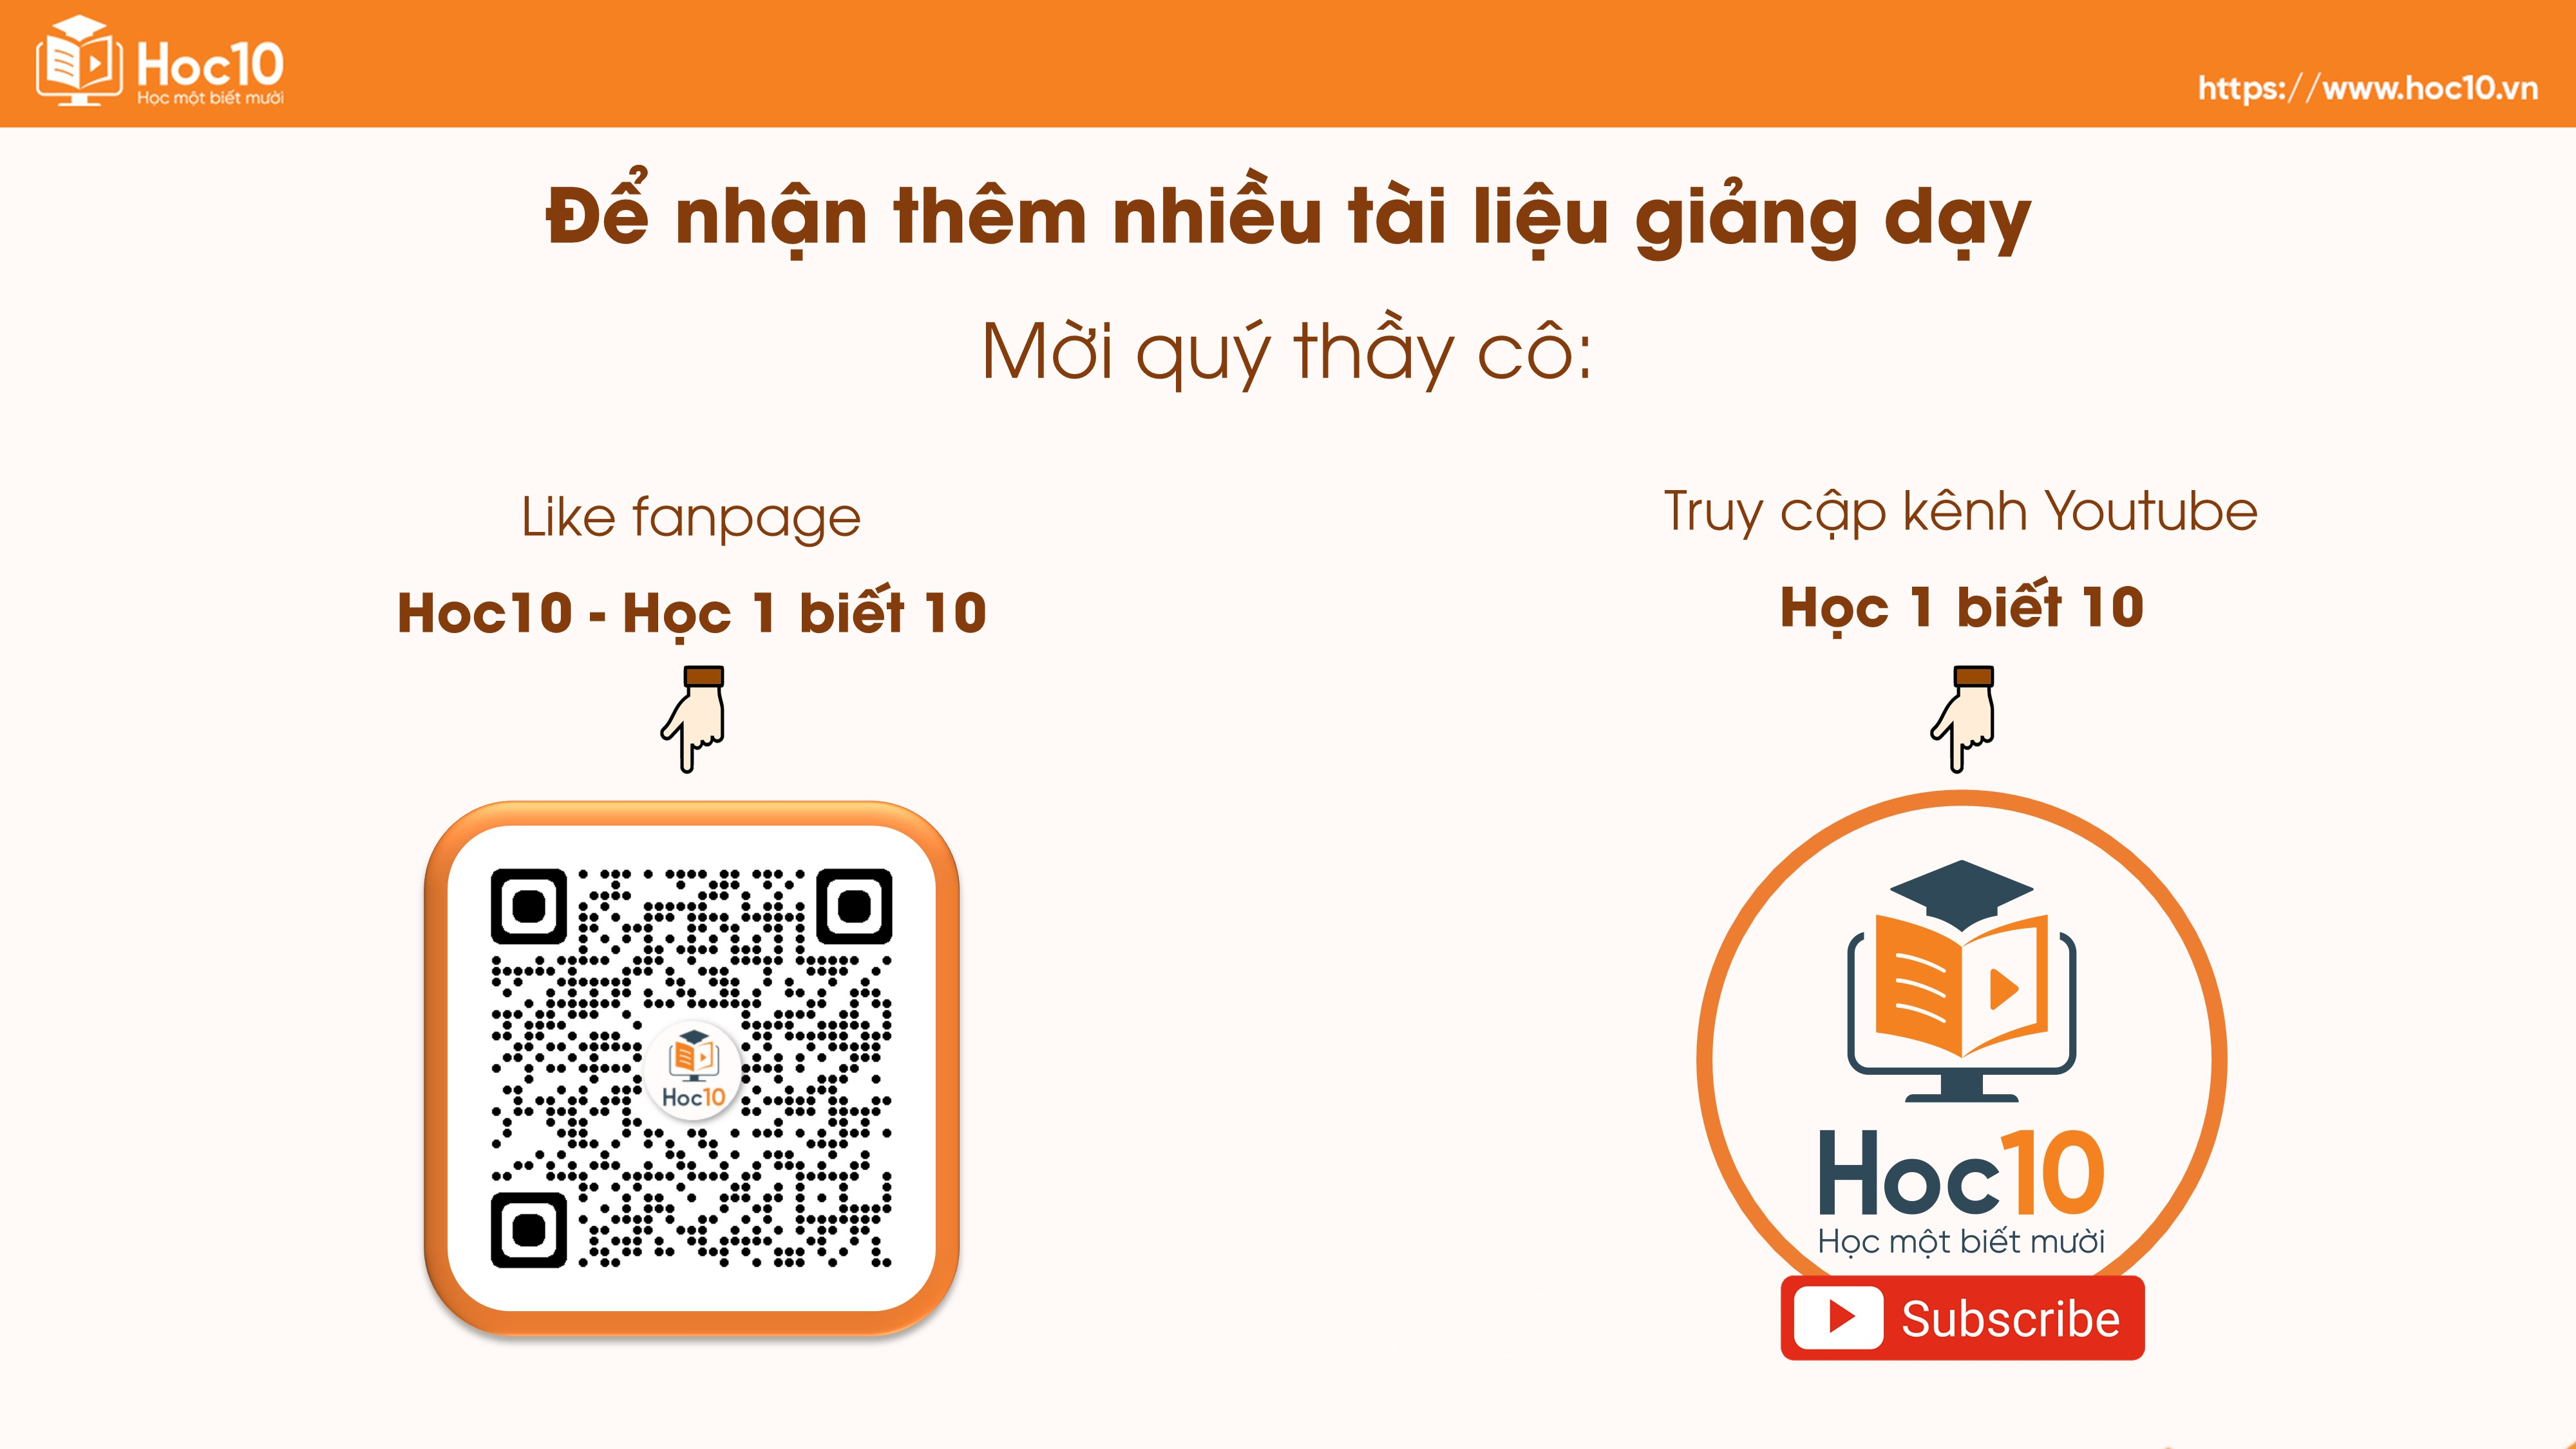 Hoc10
Học một biết mười
https://www.hoc10.vn
Để nhận thêm nhiều tài liệu giảng dạy
Mời quý thầy cô:
Like fanpage
Hoc10 - Học 1 biết 10
Hoc10
Truy cập kênh Youtube
Học 1 biết 10
Hoc10
Học một biết mười
Subscribe